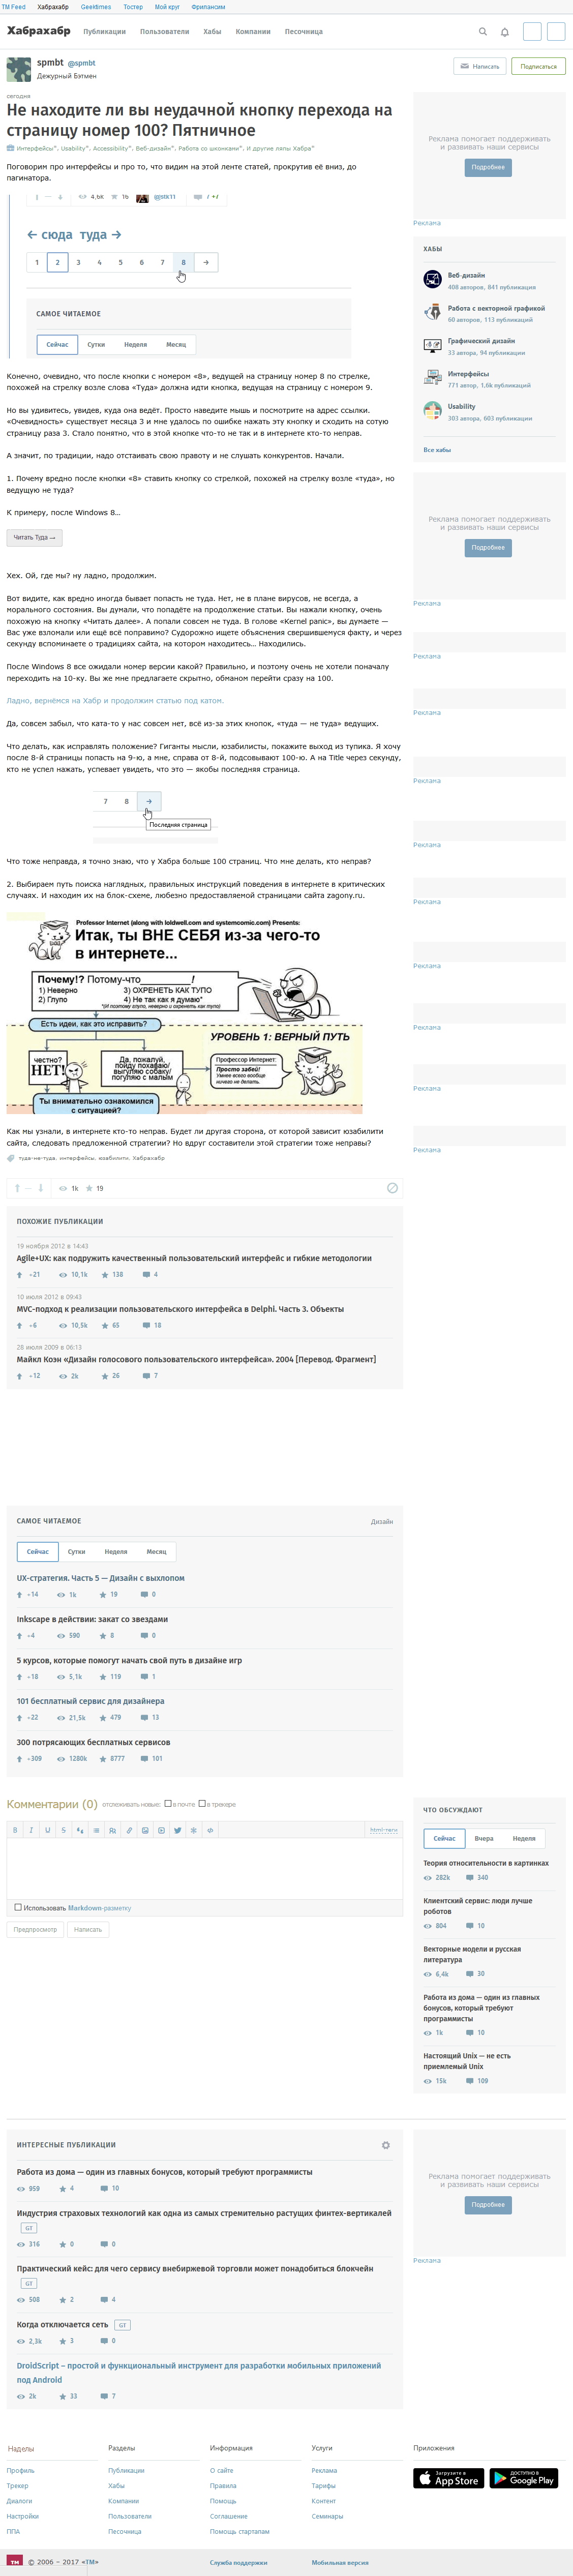 TM Feed Хабрахабр Geektimes Тостер Мой круг Фрилансим
Хабрахабр Публикации Пользователи Хабы Компании Песочница
spmbt @spmbt
Дежурный Бэтмен
Написать Подписаться
сегодня
Не находите ли вы неудачной кнопку перехода на
страницу номер 100? Пятничное
Интерфейсы*, Usability*, Accessibility*, Веб-дизайн*, Работа со шконками*, И другие ляпы Хабра*
Поговорим про интерфейсы и про то, что видим на этой ленте статей, прокрутив её вниз, до
пагинатора.
4,6k 16 @stk11 7 +7
← сюда туда →
1 2 3 4 5 6 7 8 →
САМОЕ ЧИТАЕМОЕ
Сейчас Сутки Неделя Месяц
Конечно, очевидно, что после кнопки с номером «8», ведущей на страницу номер 8 по стрелке,
похожей на стрелку возле слова «Туда» должна идти кнопка, ведущая на страницу с номером 9.
Но вы удивитесь, увидев, куда она ведёт. Просто наведите мышь и посмотрите на адрес ссылки.
«Очевидность» существует месяца 3 и мне удалось по ошибке нажать эту кнопку и сходить на сотую
страницу раза 3. Стало понятно, что в этой кнопке что-то не так и в интернете кто-то неправ.
А значит, по традиции, надо отстаивать свою правоту и не слушать конкурентов. Начали.
1. Почему вредно после кнопки «8» ставить кнопку со стрелкой, похожей на стрелку возле «туда», но
ведущую не туда?
К примеру, после Windows 8…
Читать Туда →
Хех. Ой, где мы? ну ладно, продолжим.
Вот видите, как вредно иногда бывает попасть не туда. Нет, не в плане вирусов, не всегда, а
морального состояния. Вы думали, что попадёте на продолжение статьи. Вы нажали кнопку, очень
похожую на кнопку «Читать далее». А попали совсем не туда. В голове «Kernel panic», вы думаете —
Вас уже взломали или ещё всё поправимо? Судорожно ищете объяснения свершившемуся факту, и через
секунду вспоминаете о традициях сайта, на котором находитесь… Находились.
После Windows 8 все ожидали номер версии какой? Правильно, и поэтому очень не хотели поначалу
переходить на 10-ку. Вы же мне предлагаете скрытно, обманом перейти сразу на 100.
Ладно, вернёмся на Хабр и продолжим статью под катом.
Да, совсем забыл, что ката-то у нас совсем нет, всё из-за этих кнопок, «туда — не туда» ведущих.
Что делать, как исправлять положение? Гиганты мысли, юзабилисты, покажите выход из тупика. Я хочу
после 8-й страницы попасть на 9-ю, а мне, справа от 8-й, подсовывают 100-ю. А на Title через секунду,
кто не успел нажать, успевает увидеть, что это — якобы последняя страница.
7 8 →
Последняя страница
Что тоже неправда, я точно знаю, что у Хабра больше 100 страниц. Что мне делать, кто неправ?
2. Выбираем путь поиска наглядных, правильных инструкций поведения в интернете в критических
случаях. И находим их на блок-схеме, любезно предоставляемой страницами сайта zagony.ru.
Professor Internet (along with loldwell.com and systemcomic.com) Presents:
Итак, ты ВНЕ СЕБЯ из-за чего-то
в интернете...
Почему!? Потому-что__________!
1) Неверно 3) ОХРЕНЕТЬ КАК ГРУБО
2) Глупо 4) Не так как я думаю*
*(И поэтому глупо, неверно и охренеть как грубо)
Есть идеи, как это исправить?
УРОВЕНЬ 1: ВЕРНЫЙ ПУТЬ
честно?
НЕТ!
Да, пожалуй,
пойду похаваю/
выгуляю собаку/
погуляю с малым
Профессор Интернет:
Просто забей!
Умнее всего вообще
ничего не делать.
Ты внимательно ознакомился
с ситуацией?
Как мы узнали, в интернете кто-то неправ. Будет ли другая сторона, от которой зависит юзабилити
сайта, следовать предложенной стратегии? Но вдруг составители этой стратегии тоже неправы?
туда-не-туда, интерфейсы, юзабилити, Хабрахабр
1k 19
ПОХОЖИЕ ПУБЛИКАЦИИ
19 ноября 2012 в 14:43
Agile+UX: как подружить качественный пользовательский интерфейс и гибкие методологии
+21 10,1k 138 4
10 июля 2012 в 09:43
MVC-подход к реализации пользовательского интерфейса в Delphi. Часть 3. Объекты
+6 10,5k 65 18
28 июля 2009 в 06:13
Майкл Коэн «Дизайн голосового пользовательского интерфейса». 2004 [Перевод. Фрагмент]
+12 2k 26 7
САМОЕ ЧИТАЕМОЕ Дизайн
Сейчас Сутки Неделя Месяц
UX-стратегия. Часть 5 — Дизайн с выхлопом
+14 1k 19 0
Inkscape в действии: закат со звездами
+4 590 8 0
5 курсов, которые помогут начать свой путь в дизайне игр
+18 5,1k 119 1
101 бесплатный сервис для дизайнера
+22 21,5k 479 13
300 потрясающих бесплатных сервисов
+309 1280k 8777 101
Комментарии (0) отслеживать новые: в почте в трекере
B I U S html-теги
Использовать Markdown-разметку
Предпросмотр Написать
Реклама помогает поддерживать
и развивать наши сервисы
Подробнее
Реклама
ХАБЫ
Веб-дизайн
408 авторов, 841 публикация
Работа с векторной графикой
60 авторов, 113 публикаций
Графический дизайн
33 автора, 94 публикации
Интерфейсы
771 автор, 1.6k публикаций
Usability
303 автора, 603 публикации
Все хабы
Реклама помогает поддерживать
и развивать наши сервисы
Подробнее
Реклама
Реклама
Реклама
Реклама
Реклама
Реклама
Реклама
Реклама
Реклама
Реклама
ЧТО ОБСУЖДАЮТ
Сейчас Вчера Неделя
Теория относительности в картинках
282k 340
Клиентский сервис: люди лучше
роботов
804 10
Векторные модели и русская
литература
6,4k 30
Работа из дома — один из главных
бонусов, который требуют
программисты
1k 10
Настоящий Unix — не есть
приемлемый Unix
15k 109
ИНТЕРЕСНЫЕ ПУБЛИКАЦИИ
Работа из дома — один из главных бонусов, который требуют программисты
959 4 10
Индустрия страховых технологий как одна из самых стремительно растущих финтех-вертикалей
GT
316 0 0
Практический кейс: для чего сервису внебиржевой торговли может понадобиться блокчейн
GT
508 2 4
Когда отключается сеть GT
2,3k 3 0
DroidScript – простой и функциональный инструмент для разработки мобильных приложений
под Android
2k 33 7
Реклама помогает поддерживать
и развивать наши сервисы
Подробнее
Реклама
Наделы Разделы Информация Услуги Приложения
Профиль Публикации О сайте Реклама
Трекер Хабы Правила Тарифы
Диалоги Компании Помощь Контент
Настройки Пользователи Соглашение Семинары
ППА Песочница Помощь стартапам
Загрузите в
App Store
ДОСТУПНО В
Google Play
TM © 2006 – 2017 «TM» Служба поддержки Мобильная версия